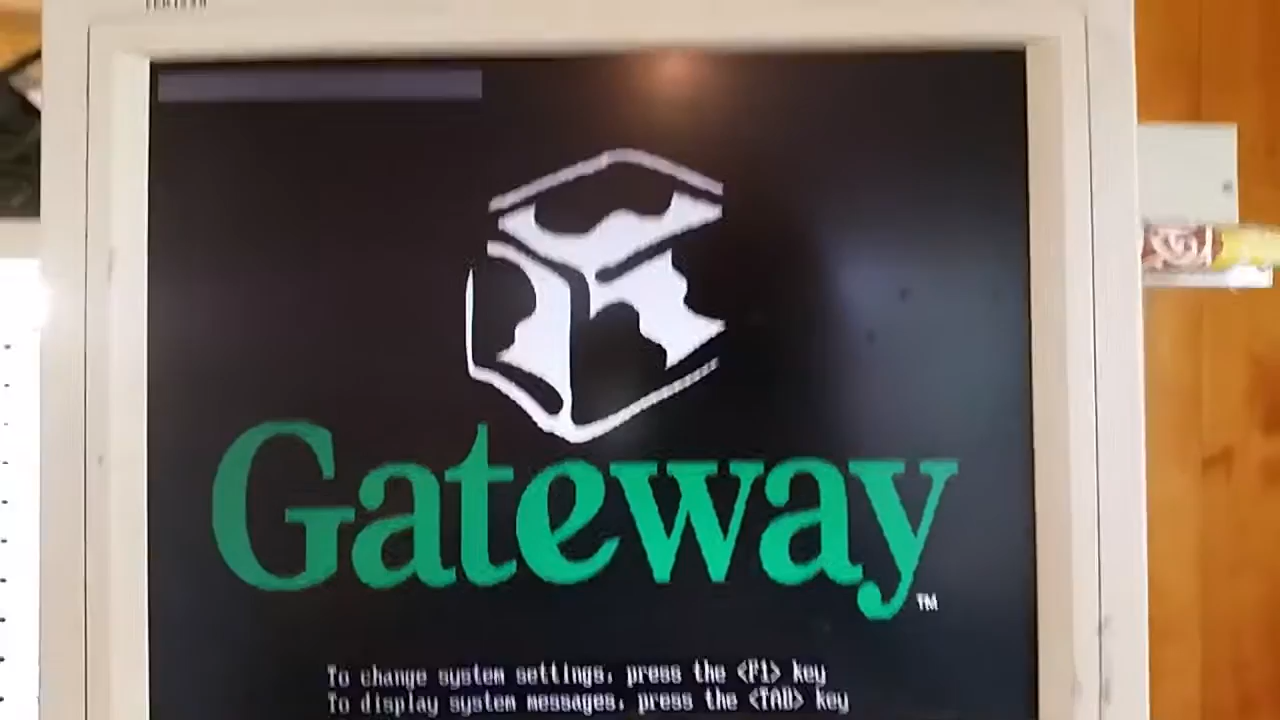 Gateway™
To change system settings, press the <F1> key
To display system messages, press the <TAB> key